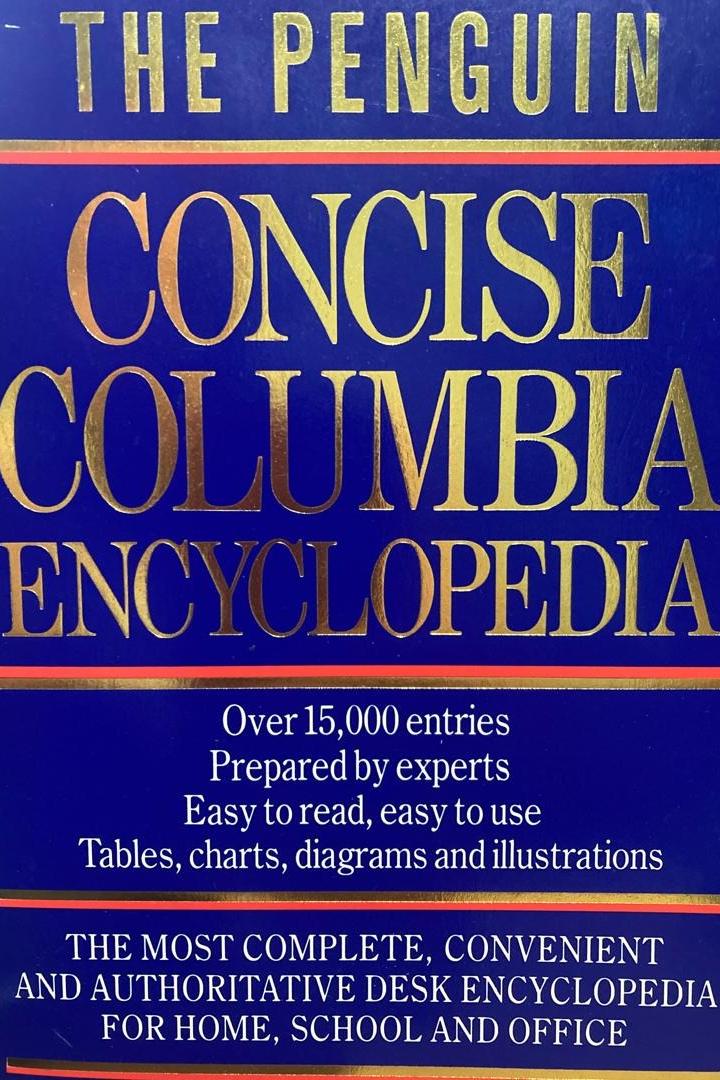 THE PENGUIN
CONCISE
COLUMBIA
ENCYCLOPEDIA
Over 15,000 entries
Prepared by experts
Easy to read, easy to use
Tables, charts, diagrams and illustrations
THE MOST COMPLETE, CONVENIENT
AND AUTHORITATIVE DESK ENCYCLOPEDIA
FOR HOME, SCHOOL AND OFFICE